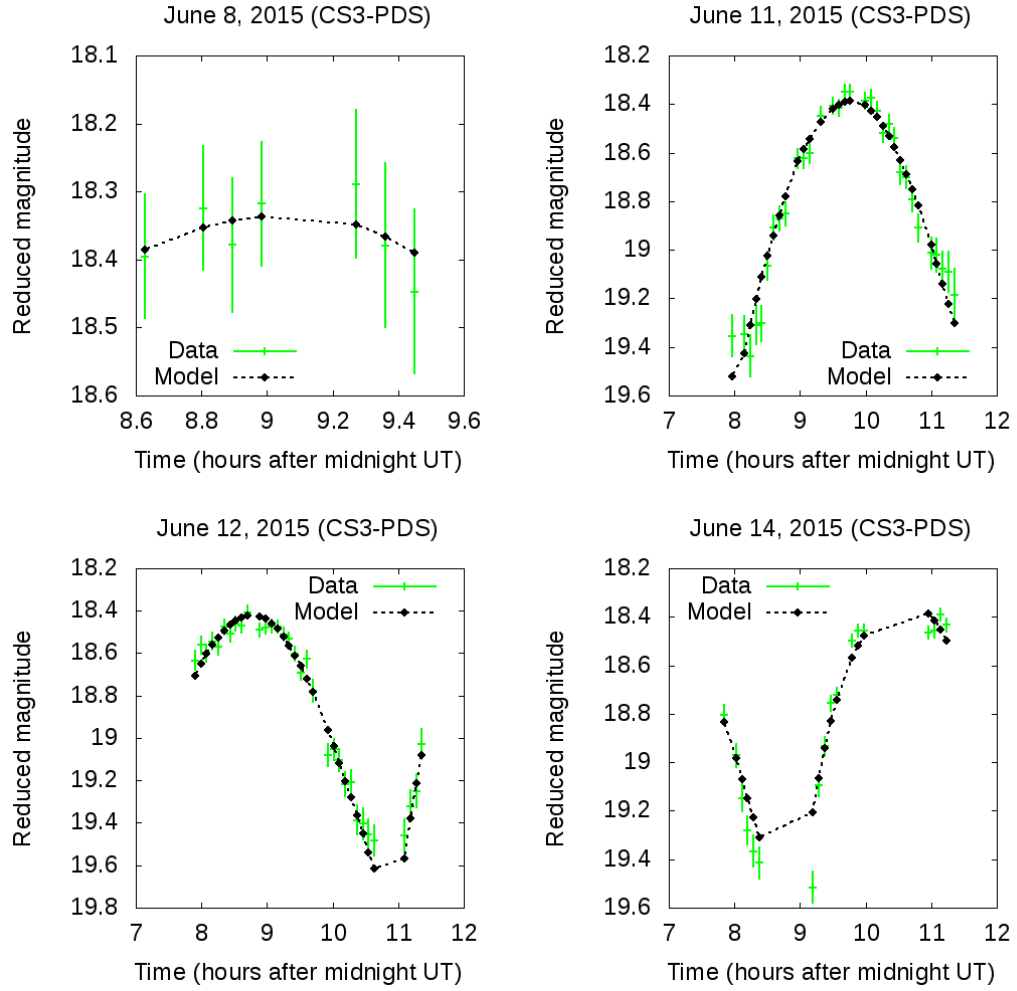 June 8, 2015 (CS3-PDS)
18.1
18.2
18.3
18.4
18.5
18.6
Reduced magnitude
Data
Model
8.6 8.8 9 9.2 9.4 9.6
Time (hours after midnight UT)
June 11, 2015 (CS3-PDS)
18.2
18.4
18.6
18.8
19
19.2
19.4
19.6
Reduced magnitude
Data
Model
7 8 9 10 11 12
Time (hours after midnight UT)
June 12, 2015 (CS3-PDS)
18.2
18.4
18.6
18.8
19
19.2
19.4
19.6
19.8
Reduced magnitude
Data
Model
7 8 9 10 11 12
Time (hours after midnight UT)
June 14, 2015 (CS3-PDS)
18.2
18.4
18.6
18.8
19
19.2
19.4
19.6
Reduced magnitude
Data
Model
7 8 9 10 11 12
Time (hours after midnight UT)